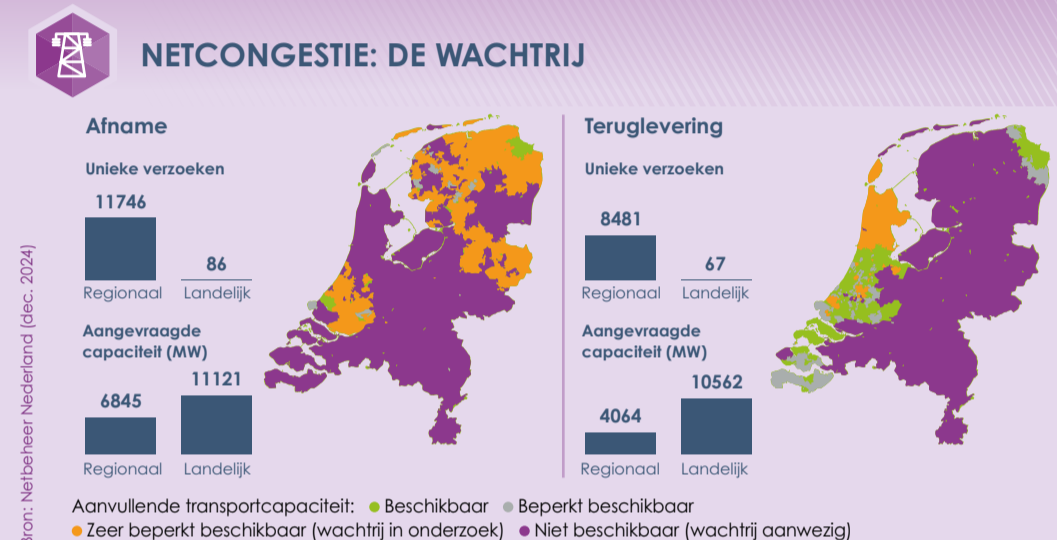 NETCONGESTIE: DE WACHTRIJ
Afname
Unieke verzoeken
11746
86
Regionaal
Landelijk
Aangevraagde
capaciteit (MW)
6845
11121
Regionaal
Landelijk
Teruglevering
Unieke verzoeken
8481
67
Regionaal
Landelijk
Aangevraagde
capaciteit (MW)
4064
10562
Regionaal
Landelijk
Aanvullende transportcapaciteit: Beschikbaar Beperkt beschikbaar
Zeer beperkt beschikbaar (wachtrij in onderzoek) Niet beschikbaar (wachtrij aanwezig)
Bron: Netbeheer Nederland (dec. 2024)